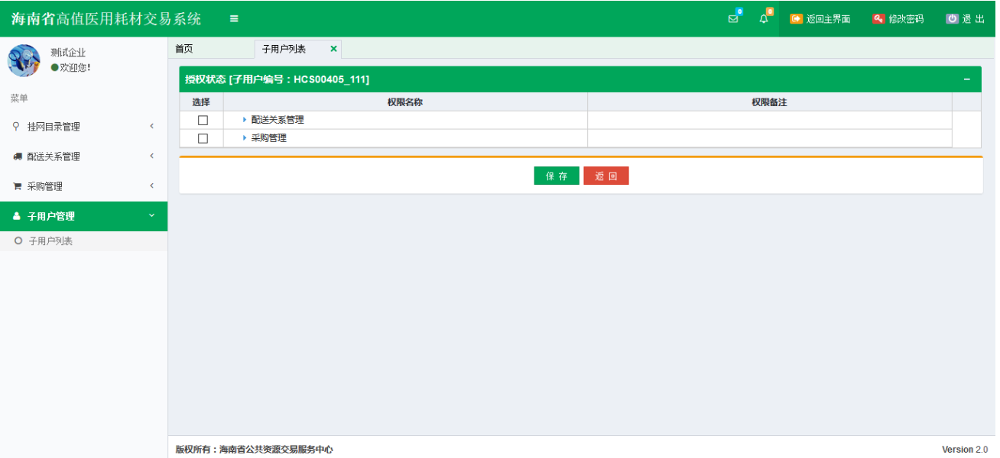 海南省高值医用耗材交易系统
0
0
返回主界面
修改密码
退 出
测试企业
欢迎您!
菜单
挂网目录管理
配送关系管理
采购管理
子用户管理
子用户列表
首页
子用户列表
授权状态 [子用户编号：HCS00405_111]
选择 权限名称 权限备注
配送关系管理
采购管理
保 存
返 回
版权所有：海南省公共资源交易服务中心
Version 2.0